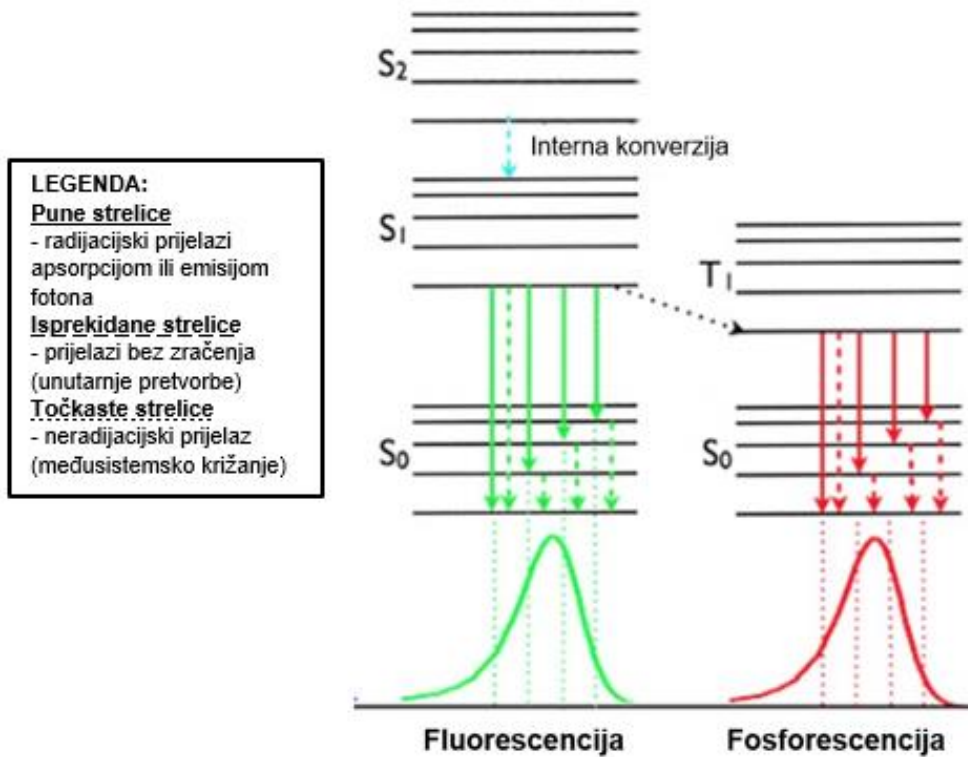 S₂
Interna konverzija
S₁
T₁
S₀
S₀
LEGENDA:
Pune strelice
- radijacijski prijelazi
apsorpcijom ili emisijom
fotona
Isprekidane strelice
- prijelazi bez zračenja
(unutarnje pretvorbe)
Točkaste strelice
- neradijacijski prijelaz
(međusistemsko križanje)
Fluorescencija
Fosforescencija